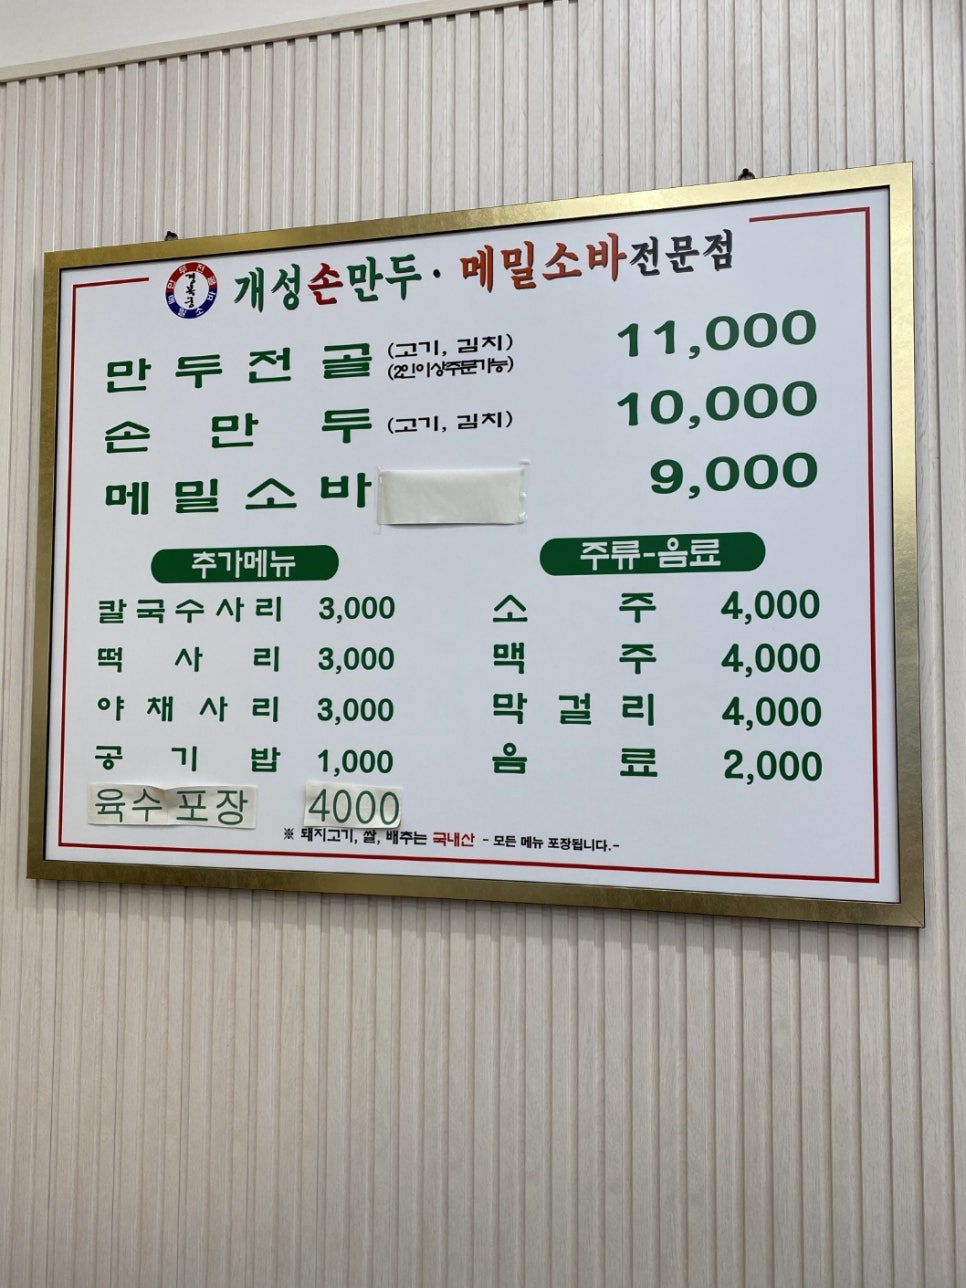 경복궁
개성손만두·메밀소바전문점
만두전골 (고기, 김치) 11,000
(2인이상주문가능)
손만두 (고기, 김치) 10,000
메밀소바 9,000
추가메뉴
칼국수사리 3,000
떡사리 3,000
야채사리 3,000
공기밥 1,000
육수포장 4000
주류-음료
소주 4,000
맥주 4,000
막걸리 4,000
음료 2,000
※ 돼지고기, 쌀, 배추는 국내산 - 모든 메뉴 포장됩니다.-